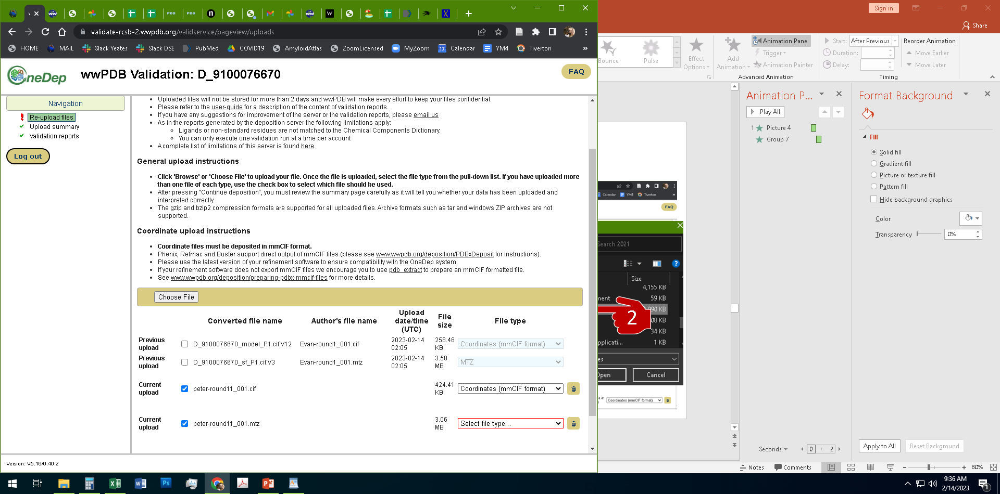 W
X
validate-rcsb-2.wwpdb.org/validservice/pageview/uploads
HOME MAIL Slack Yeates Slack DSE PubMed COVID19 AmyloidAtlas ZoomLicensed MyZoom 17 Calendar YM4 Tiverton »
OneDep wwPDB Validation: D_9100076670 FAQ
Navigation
Re-upload files
Upload summary
Validation reports
Log out
Uploaded files will not be stored for more than 2 days and wwPDB will make every effort to keep your files confidential.
Please refer to the user-guide for a description of the content of validation reports.
If you have any suggestions for improvement of the server or the validation reports, please email us
As in the reports generated by the deposition server the following limitations apply:
Ligands or non-standard residues are not matched to the Chemical Components Dictionary.
You can only execute one validation run at a time per account
A complete list of limitations of this server is found here.
General upload instructions
Click 'Browse' or 'Choose File' to upload your file. Once the file is uploaded, select the file type from the pull-down list. If you have uploaded more
than one file of each type, use the check box to select which file should be used.
After pressing "Continue deposition", you must review the summary page carefully as it will tell you whether your data has been uploaded and
interpreted correctly.
The gzip and bzip2 compression formats are supported for all uploaded files. Archive formats such as tar and windows ZIP archives are not
supported.
Coordinate upload instructions
Coordinate files must be deposited in mmCIF format.
Phenix, Refmac and Buster support direct output of mmCIF files (please see www.wwpdb.org/deposition/PDBxDeposit for instructions).
Please use the latest version of your refinement software to ensure compatibility with the OneDep system.
If your refinement software does not export mmCIF files we encourage you to use pdb_extract to prepare an mmCIF formatted file.
See www.wwpdb.org/deposition/preparing-pdbx-mmcif-files for more details.
Choose File
Converted file name Author's file name Upload date/time (UTC) File size File type
Previous upload D_9100076670_model_P1.cif.V12 Evan-round1_001.cif 2023-02-14 02:05 258.46 KB Coordinates (mmCIF format)
Previous upload D_9100076670_sf_P1.cif.V3 Evan-round1_001.mtz 2023-02-14 02:05 3.58 MB MTZ
Current upload peter-round11_001.cif 424.41 KB Coordinates (mmCIF format)
Current upload peter-round11_001.mtz 3.06 MB Select file type...
Version: V5.16/0.40.2
Sign in
Share
Bounce Pulse
Effect Options
Add Animation
Animation Pane
Trigger
Animation Painter
Advanced Animation
Start: After Previous
Duration:
Delay:
Reorder Animation
Move Earlier
Move Later
Timing
Calendar YM4 Tiverton »
FAQ
Search 2021
Size
4,155 KB
ment 59 KB
990 KB
08 KB
34 KB
pplicati... 1 KB
2
es
Open Cancel
24.41 Coordinates (mmCIF format)
Animation P...
Play All
1 Picture 4
Group 7
Seconds 0 2
Format Background
Fill
Solid fill
Gradient fill
Picture or texture fill
Pattern fill
Hide background graphics
Color
Transparency 0%
Apply to All Reset Background
Notes Comments 80%
9:36 AM
2/14/2023
1